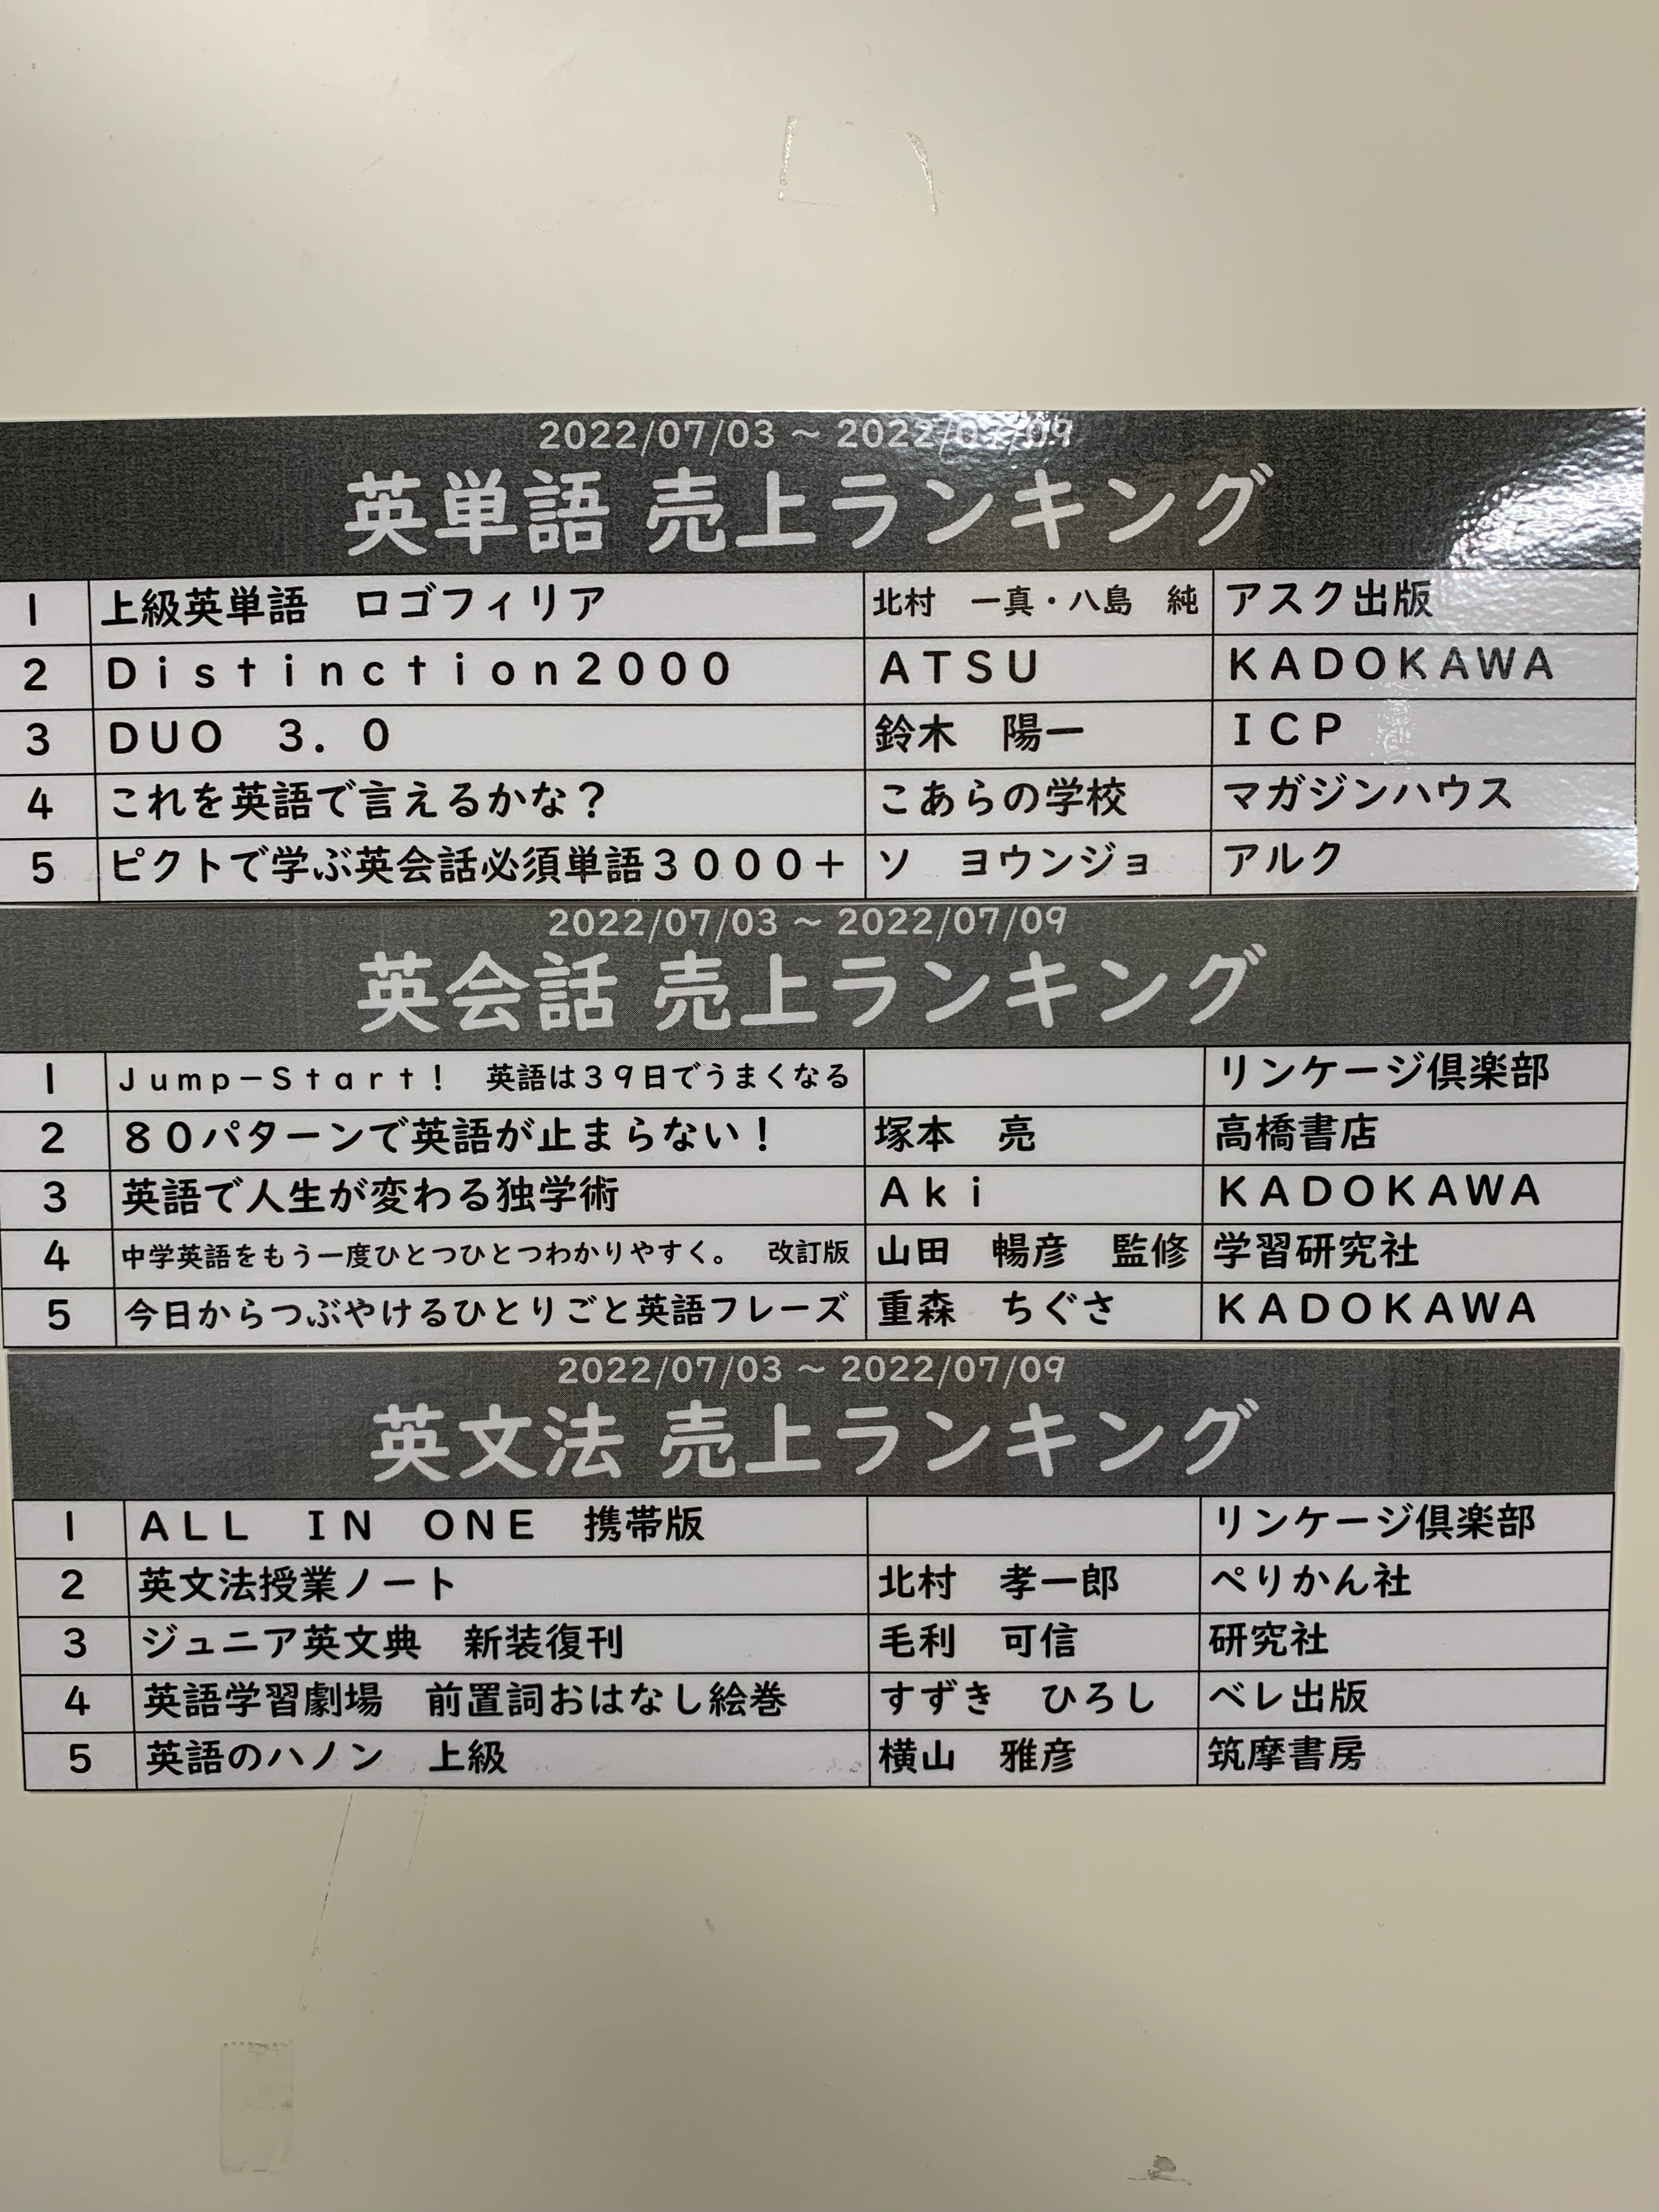 2022/07/03 ～ 2022/07/09
英単語 売上ランキング
1 上級英単語　ロゴフィリア 北村　一真・八島　純 アスク出版
2 Ｄｉｓｔｉｎｃｔｉｏｎ２０００ ＡＴＳＵ ＫＡＤＯＫＡＷＡ
3 ＤＵＯ　３．０ 鈴木　陽一 ＩＣＰ
4 これを英語で言えるかな？ こあらの学校 マガジンハウス
5 ピクトで学ぶ英会話必須単語３０００＋ ソ　ヨウンジョ アルク
2022/07/03 ～ 2022/07/09
英会話 売上ランキング
1 Ｊｕｍｐ－Ｓｔａｒｔ！　英語は３９日でうまくなる リンケージ倶楽部
2 ８０パターンで英語が止まらない！ 塚本　亮 高橋書店
3 英語で人生が変わる独学術 Ａｋｉ ＫＡＤＯＫＡＷＡ
4 中学英語をもう一度ひとつひとつわかりやすく。　改訂版 山田　暢彦　監修 学習研究社
5 今日からつぶやけるひとりごと英語フレーズ 重森　ちぐさ ＫＡＤＯＫＡＷＡ
2022/07/03 ～ 2022/07/09
英文法 売上ランキング
1 ＡＬＬ　ＩＮ　ＯＮＥ　携帯版 リンケージ倶楽部
2 英文法授業ノート 北村　孝一郎 ぺりかん社
3 ジュニア英文典　新装復刊 毛利　可信 研究社
4 英語学習劇場　前置詞おはなし絵巻 すずき　ひろし ベレ出版
5 英語のハノン　上級 横山　雅彦 筑摩書房